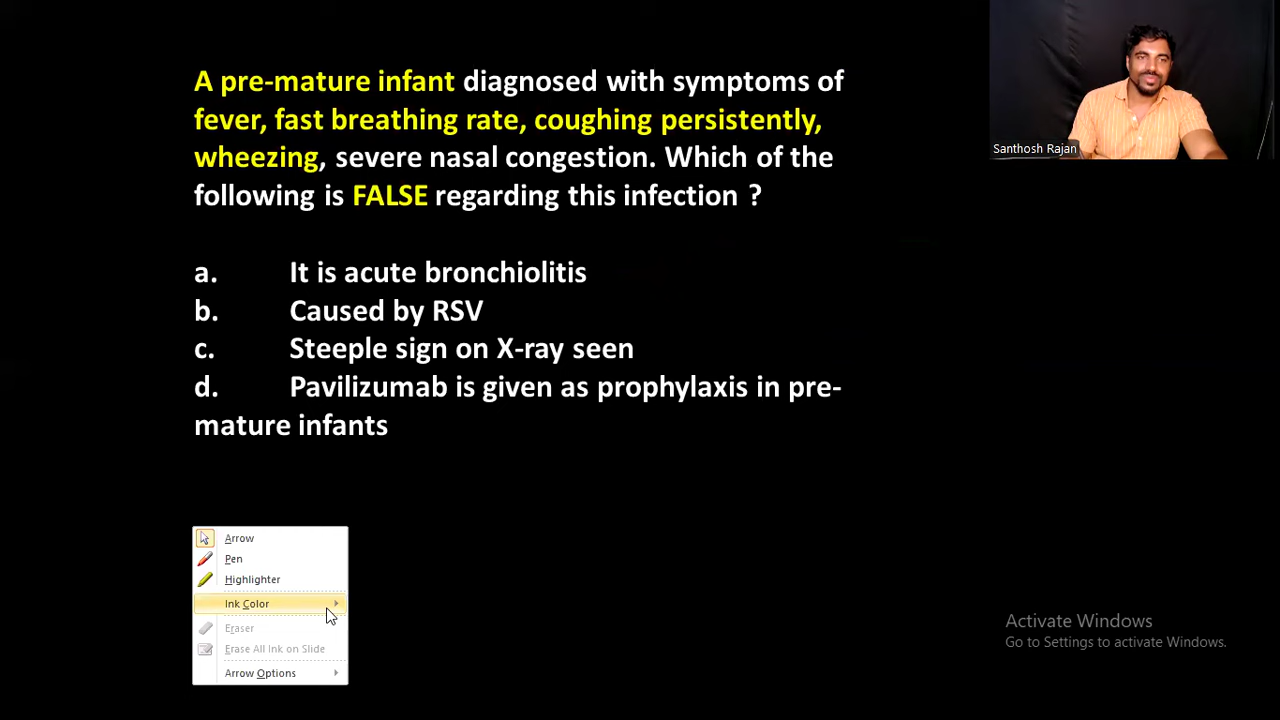 A pre-mature infant diagnosed with symptoms of
fever, fast breathing rate, coughing persistently,
wheezing, severe nasal congestion. Which of the
following is FALSE regarding this infection ?
a. It is acute bronchiolitis
b. Caused by RSV
c. Steeple sign on X-ray seen
d. Pavilizumab is given as prophylaxis in pre-
mature infants
Santhosh Rajan
Arrow
Pen
Highlighter
Ink Color
Eraser
Erase All Ink on Slide
Arrow Options
Activate Windows
Go to Settings to activate Windows.